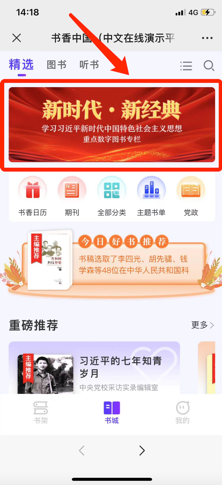 14:18
4G
书香中国（中文在线演示平
精选 图书 听书
新时代·新经典
学习习近平新时代中国特色社会主义思想
重点数字图书专栏
书香日历 期刊 全部分类 主题书单 党政
主编推荐
今日好书推荐
书稿选取了李四光、胡先骕、钱
学森等48位在中华人民共和国科
重磅推荐 更多
主编推荐
习近平的七年知青
岁月
中央党校采访实录编辑室
书架 书城 我的